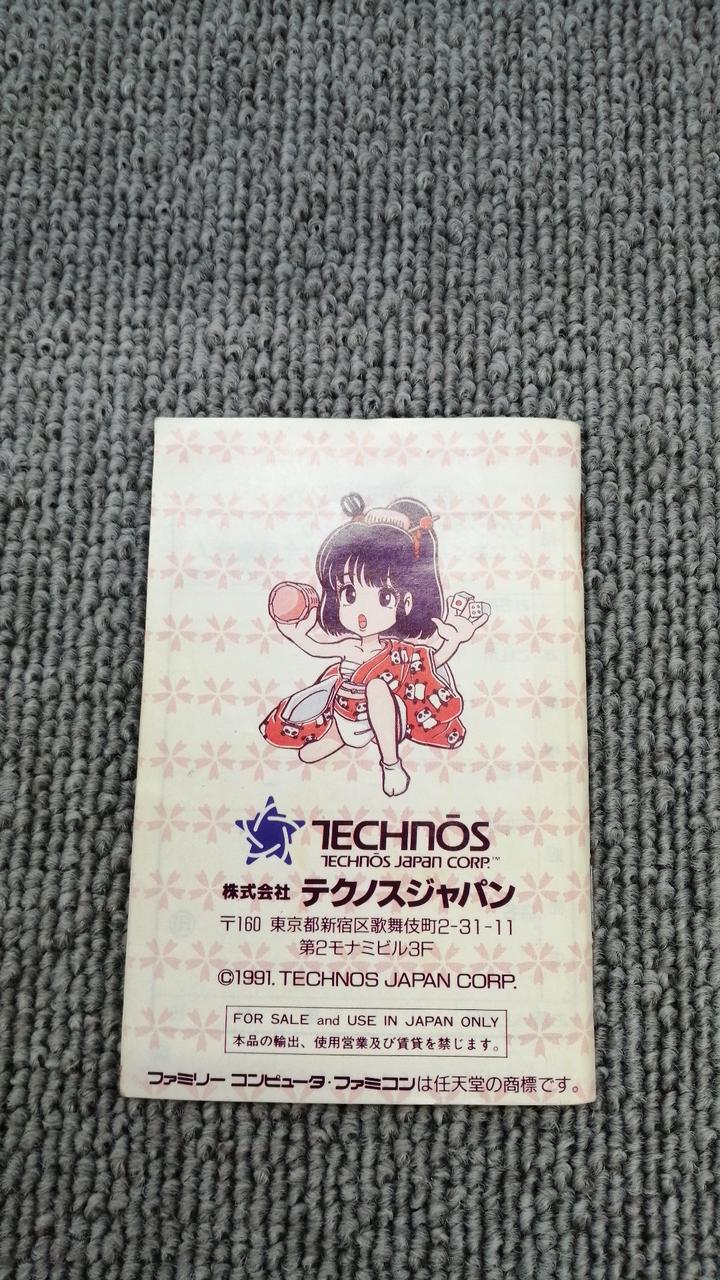 TECHNŌS
TECHNŌS JAPAN CORP.™
株式会社 テクノスジャパン
〒160 東京都新宿区歌舞伎町2-31-11
第2モナミビル3F
©1991. TECHNOS JAPAN CORP.
FOR SALE and USE IN JAPAN ONLY
本品の輸出、使用営業及び賃貸を禁じます。
ファミリー コンピュータ・ファミコンは任天堂の商標です。